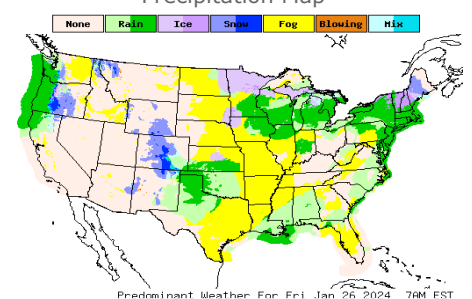 Precipitation Map
None Rain Ice Snow Fog Blowing Mix
Predominant Weather For Fri Jan 26 2024 7AM EST